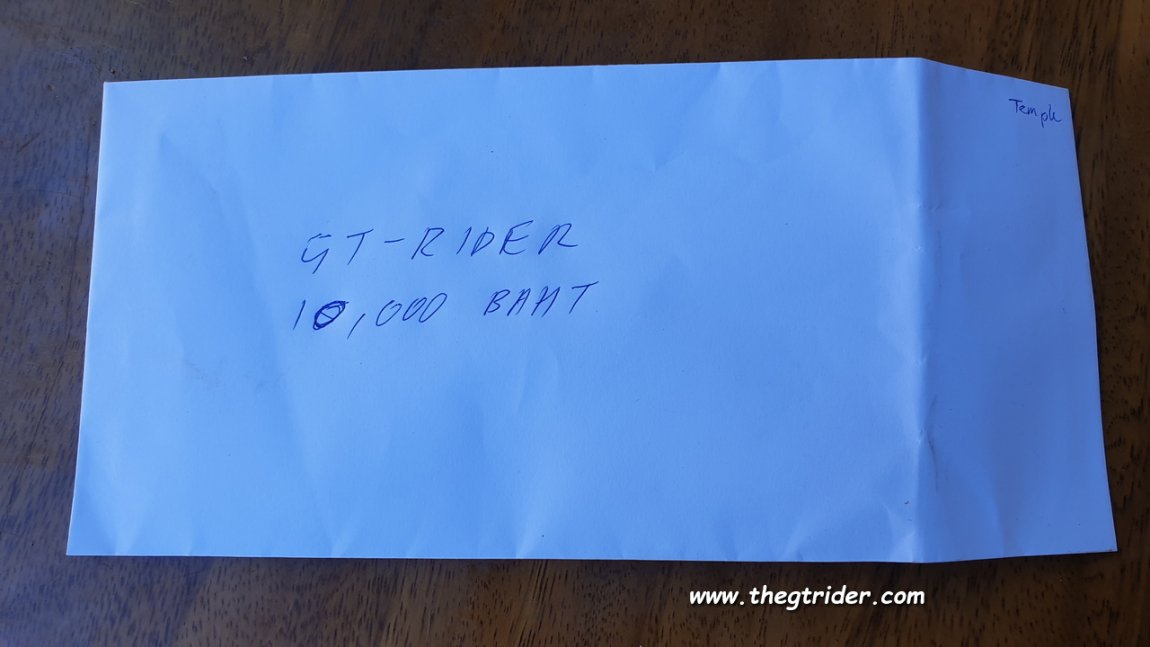 Temple
GT-RIDER
10,000 BAHT
www.thegtrider.com